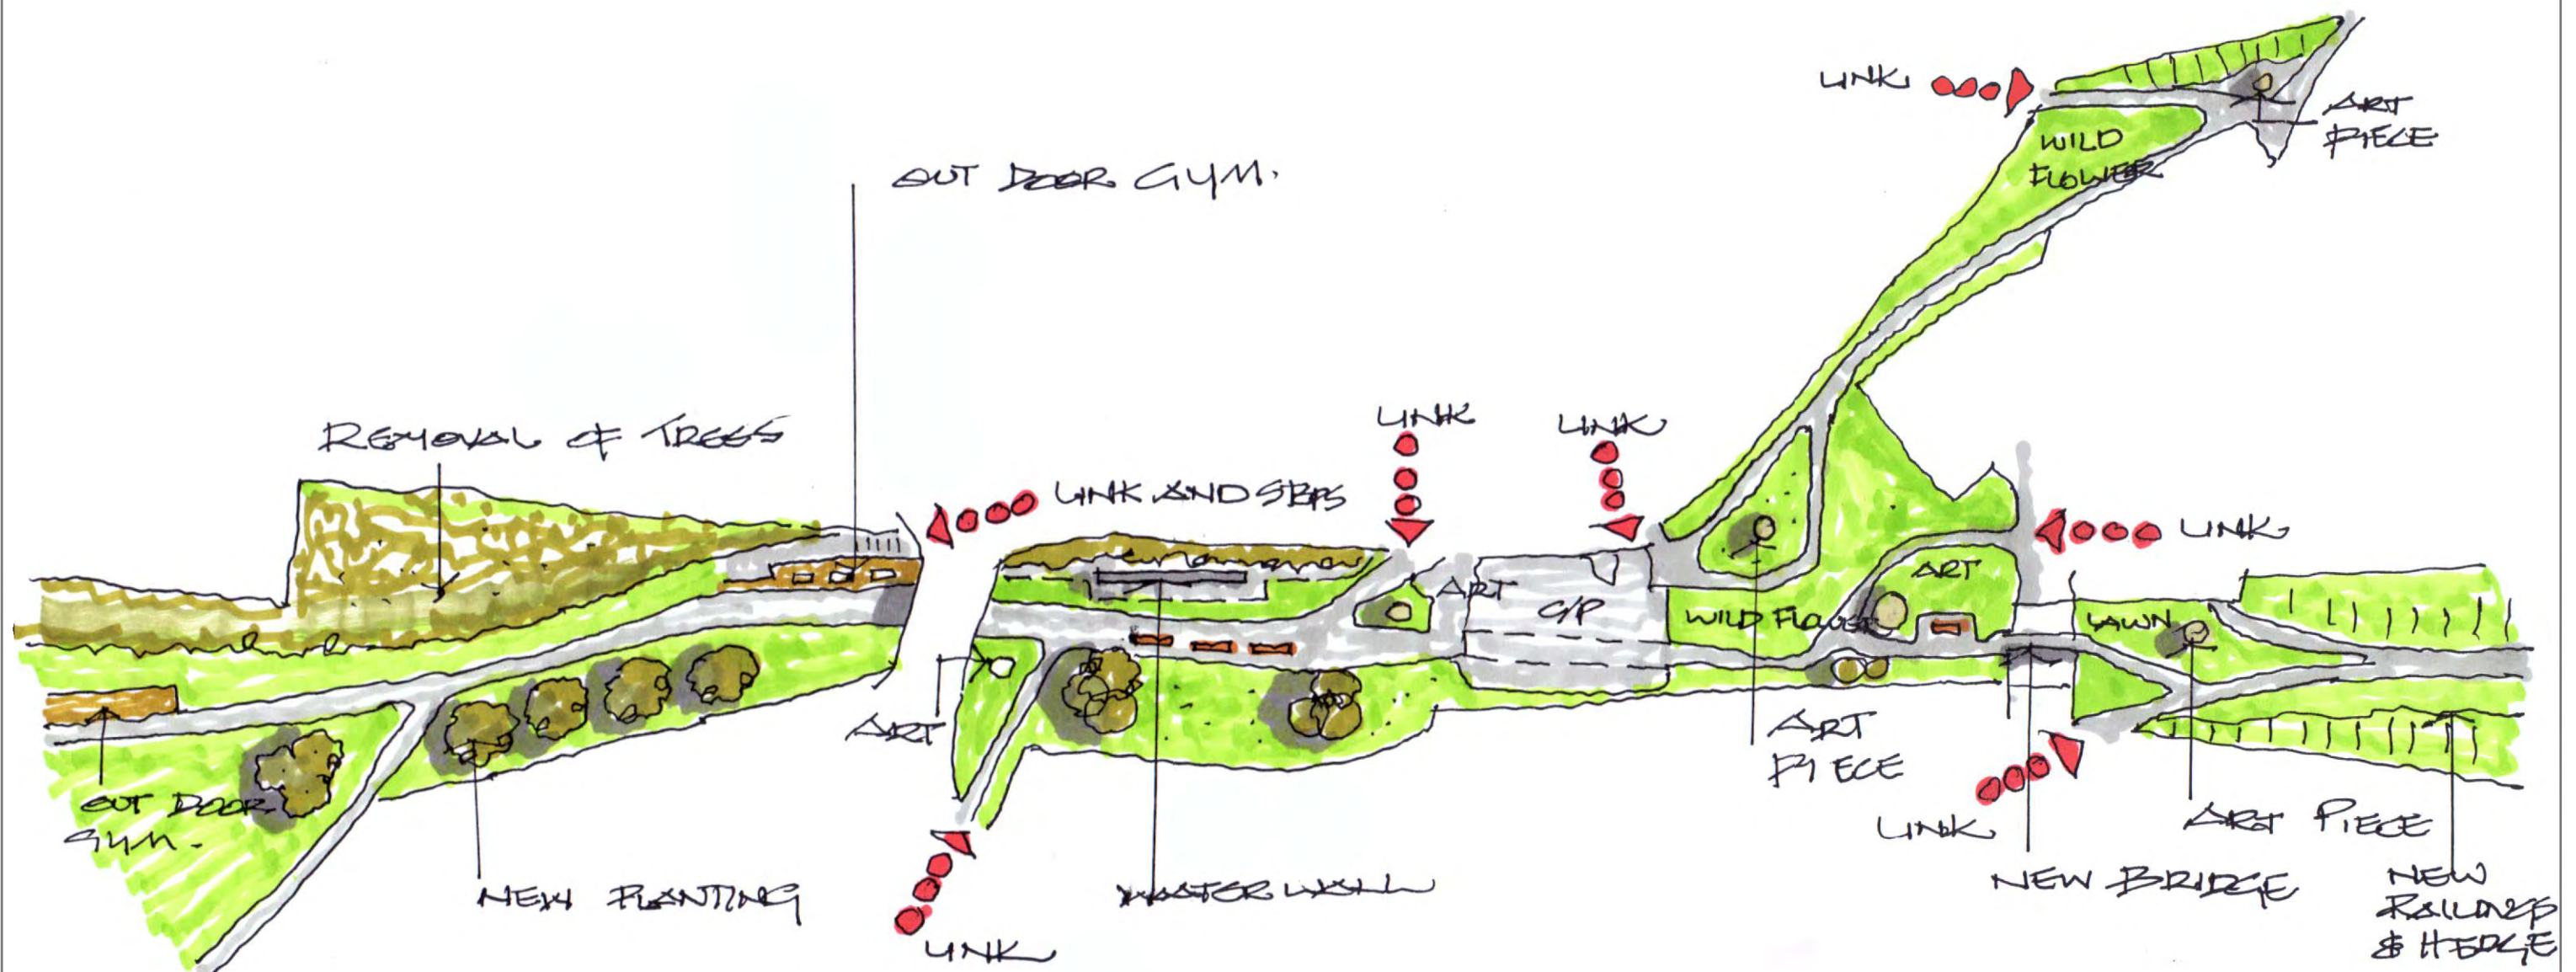 LINK
ART
PIECE
WILD
FLOWER
OUT DOOR GYM.
REMOVAL OF TREES
LINK AND STEPS
LINK
LINK
LINK
ART
C/P
WILD FLOWER
ART
LAWN
ART
ART
PIECE
OUT DOOR
GYM.
NEW PLANTING
WATER WALL
LINK
LINK
ART PIECE
NEW BRIDGE
NEW
RAILINGS
& HEDGE